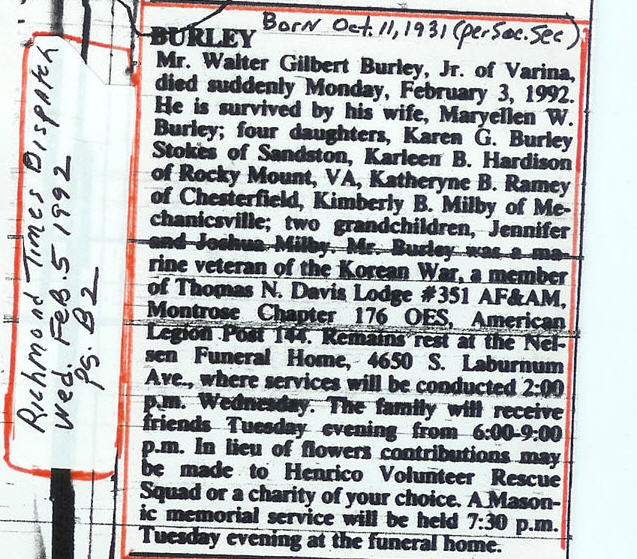 Born Oct. 11, 1931 (per Soc. Sec)
BURLEY
Mr. Walter Gilbert Burley, Jr. of Varina,
died suddenly Monday, February 3, 1992.
He is survived by his wife, Maryellen W.
Burley; four daughters, Karen G. Burley
Stokes of Sandston, Karleen B. Hardison
of Rocky Mount, VA, Katheryne B. Ramey
of Chesterfield, Kimberly B. Milby of Me-
chanicsville; two grandchildren, Jennifer
and Joshua Milby. Mr. Burley was a ma-
rine veteran of the Korean War, a member
of Thomas N. Davis Lodge #351 AF&AM,
Montrose Chapter 176 OES, American
Legion Post 144. Remains rest at the Nel-
sen Funeral Home, 4650 S. Laburnum
Ave., where services will be conducted 2:00
p.m. Wednesday. The family will receive
friends Tuesday evening from 6:00-9:00
p.m. In lieu of flowers contributions may
be made to Henrico Volunteer Rescue
Squad or a charity of your choice. A Mason-
ic memorial service will be held 7:30 p.m.
Tuesday evening at the funeral home.
Richmond Times Dispatch
Wed. Feb. 5 1992
pg. B2